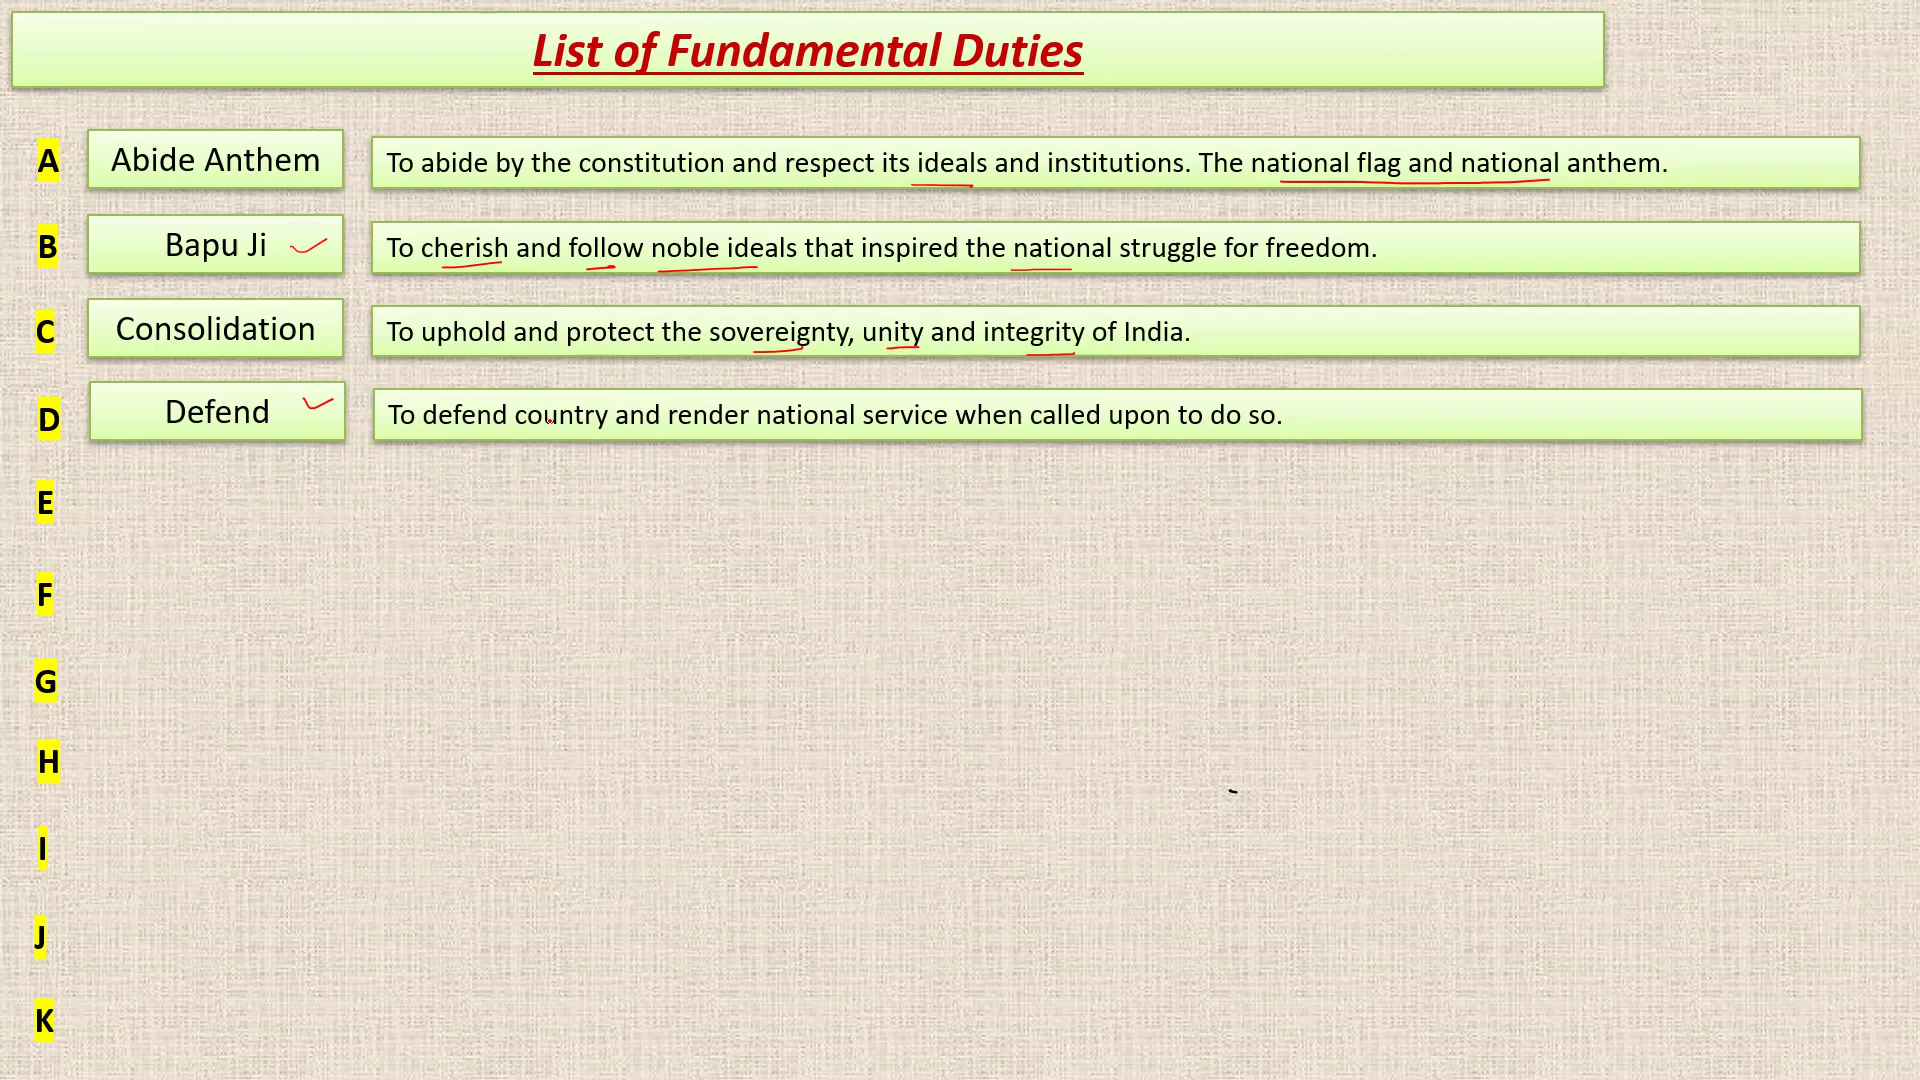 List of Fundamental Duties
A Abide Anthem To abide by the constitution and respect its ideals and institutions. The national flag and national anthem.
B Bapu Ji To cherish and follow noble ideals that inspired the national struggle for freedom.
C Consolidation To uphold and protect the sovereignty, unity and integrity of India.
D Defend To defend country and render national service when called upon to do so.
E
F
G
H
I
J
K